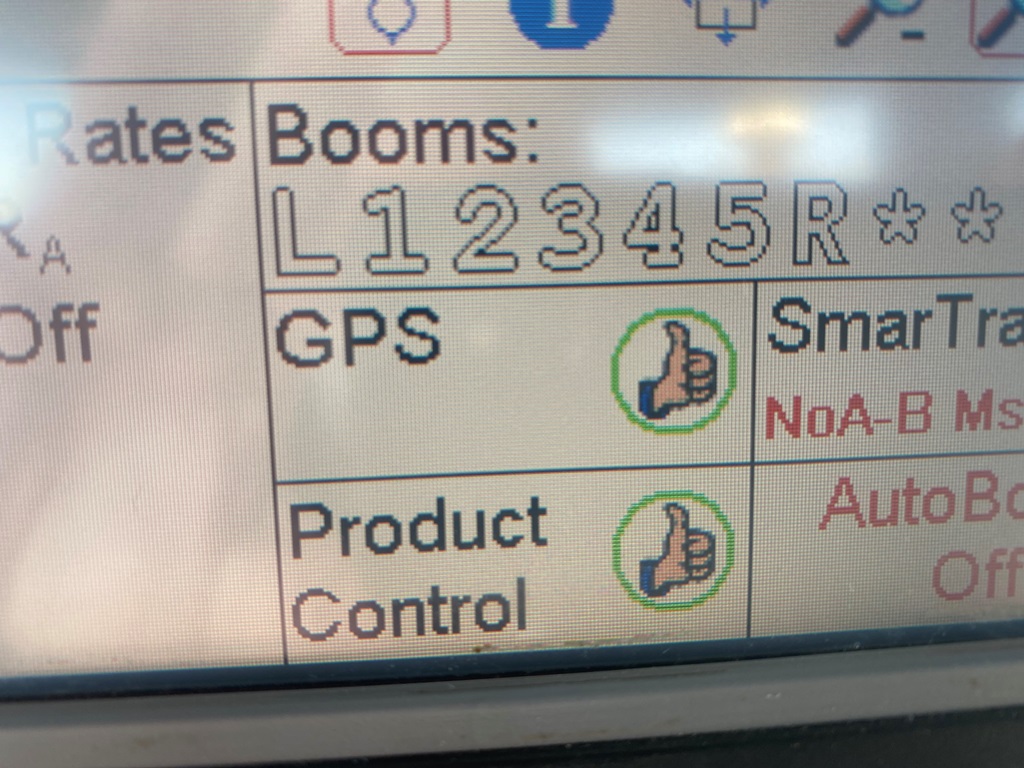 Rates
Booms:
L12345R☆☆
A
Off
GPS
SmarTra
NoA-B Ms
Product
Control
AutoBo
Off